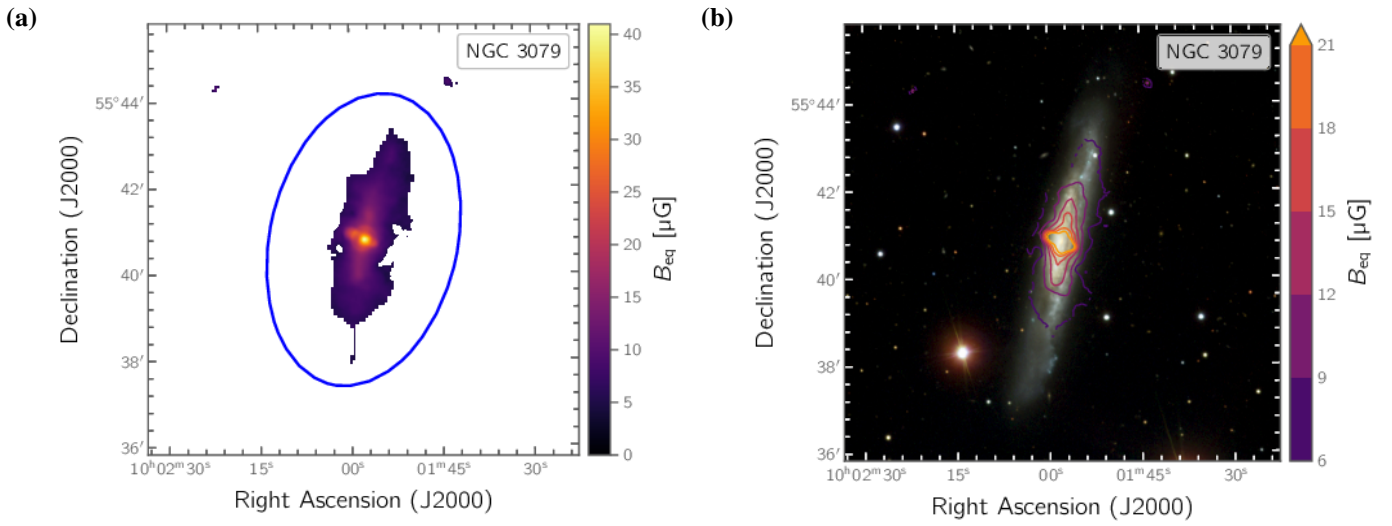 (a)
NGC 3079
55°44′
42′
40′
38′
36′
10ʰ02ᵐ30ˢ
15ˢ
00ˢ
01ᵐ45ˢ
30ˢ
Declination (J2000)
Right Ascension (J2000)
40
35
30
25
20
15
10
5
0
B_eq [µG]
(b)
NGC 3079
55°44′
42′
40′
38′
36′
10ʰ02ᵐ30ˢ
15ˢ
00ˢ
01ᵐ45ˢ
30ˢ
Declination (J2000)
Right Ascension (J2000)
21
18
15
12
9
6
B_eq [µG]